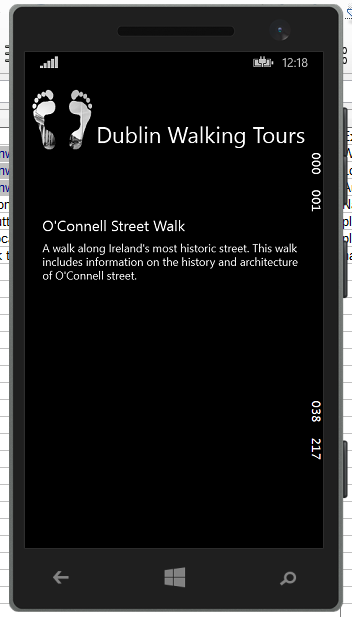 12:18
Dublin Walking Tours
000 001
O'Connell Street Walk
A walk along Ireland's most historic street. This walk
includes information on the history and architecture
of O'Connell street.
038 217